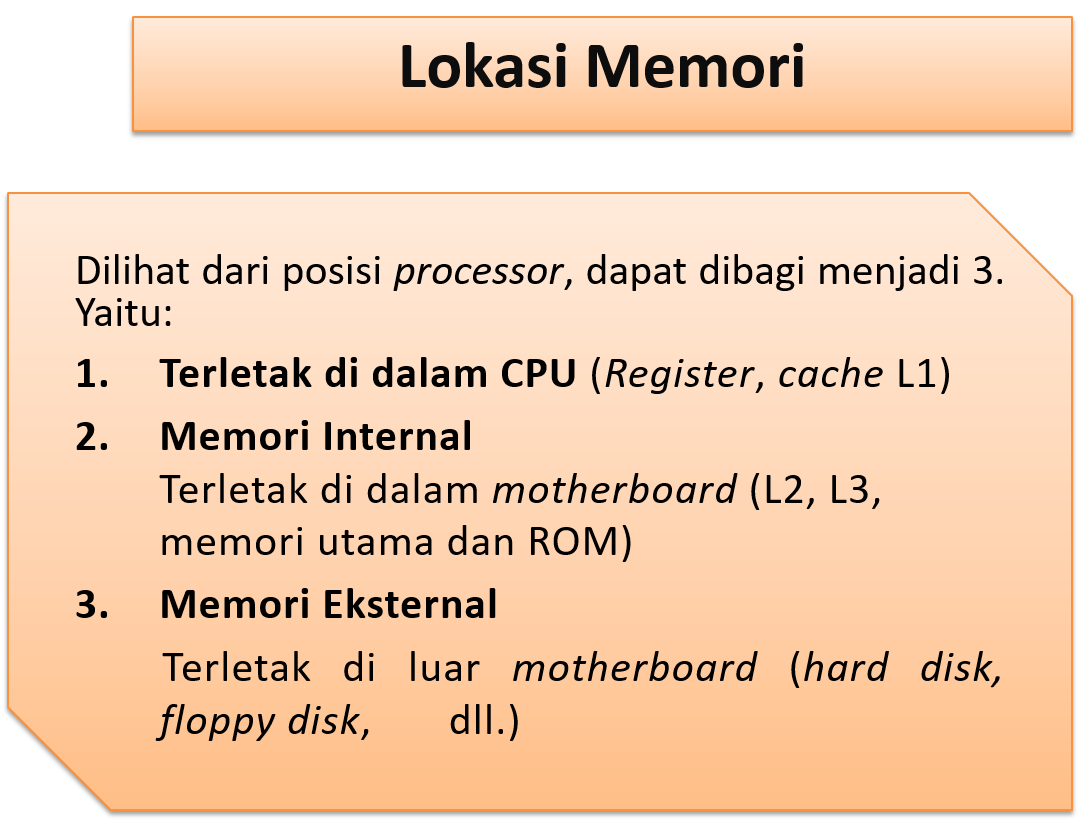 Lokasi Memori
Dilihat dari posisi processor, dapat dibagi menjadi 3.
Yaitu:
1. Terletak di dalam CPU (Register, cache L1)
2. Memori Internal
Terletak di dalam motherboard (L2, L3,
memori utama dan ROM)
3. Memori Eksternal
Terletak di luar motherboard (hard disk,
floppy disk, dll.)